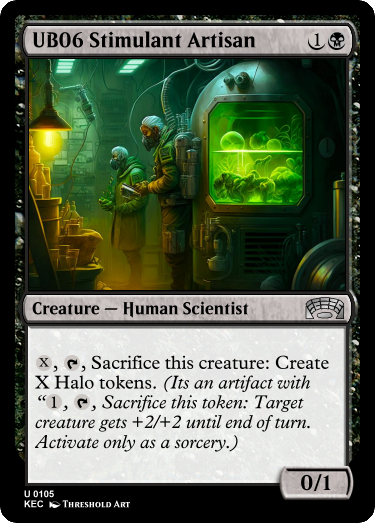 UB06 Stimulant Artisan 1
Creature — Human Scientist
X, , Sacrifice this creature: Create
X Halo tokens. (Its an artifact with
“1, , Sacrifice this token: Target
creature gets +2/+2 until end of turn.
Activate only as a sorcery.)
0/1
U 0105
KEC Threshold Art